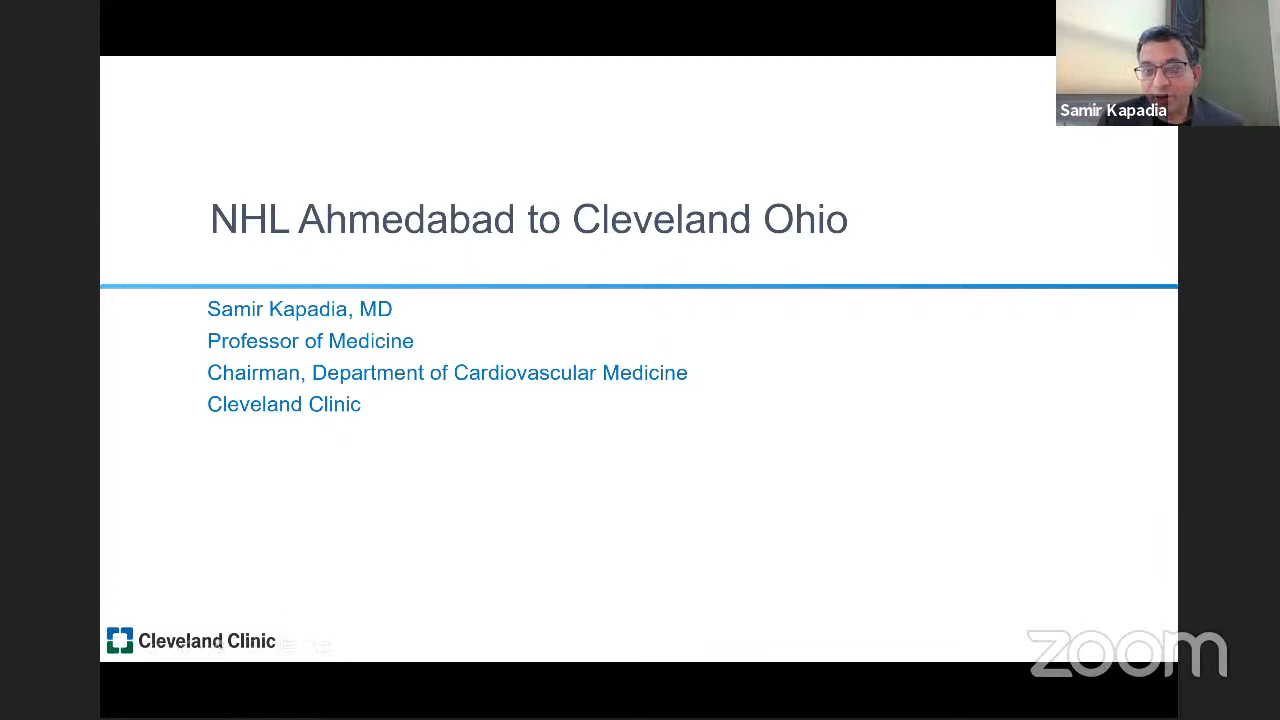 Samir Kapadia
NHL Ahmedabad to Cleveland Ohio
Samir Kapadia, MD
Professor of Medicine
Chairman, Department of Cardiovascular Medicine
Cleveland Clinic
Cleveland Clinic
zoom